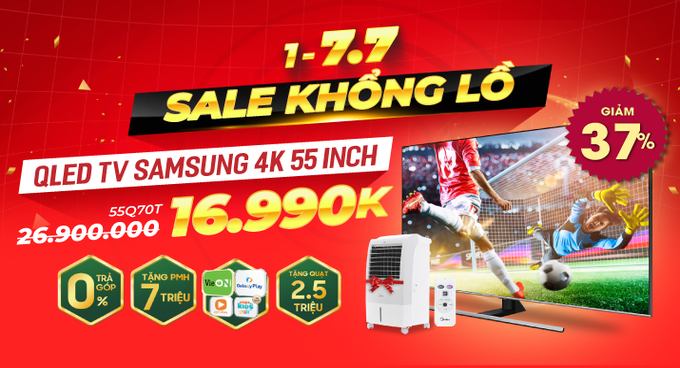 1-7.7
SALE KHỔNG LỒ
GIẢM
37%
QLED TV SAMSUNG 4K 55 INCH
55Q70T
26.900.000
16.990K
0% TRẢ GÓP
TẶNG PMH
7 TRIỆU
VieON
Galaxy Play
TẶNG QUẠT
2.5
TRIỆU